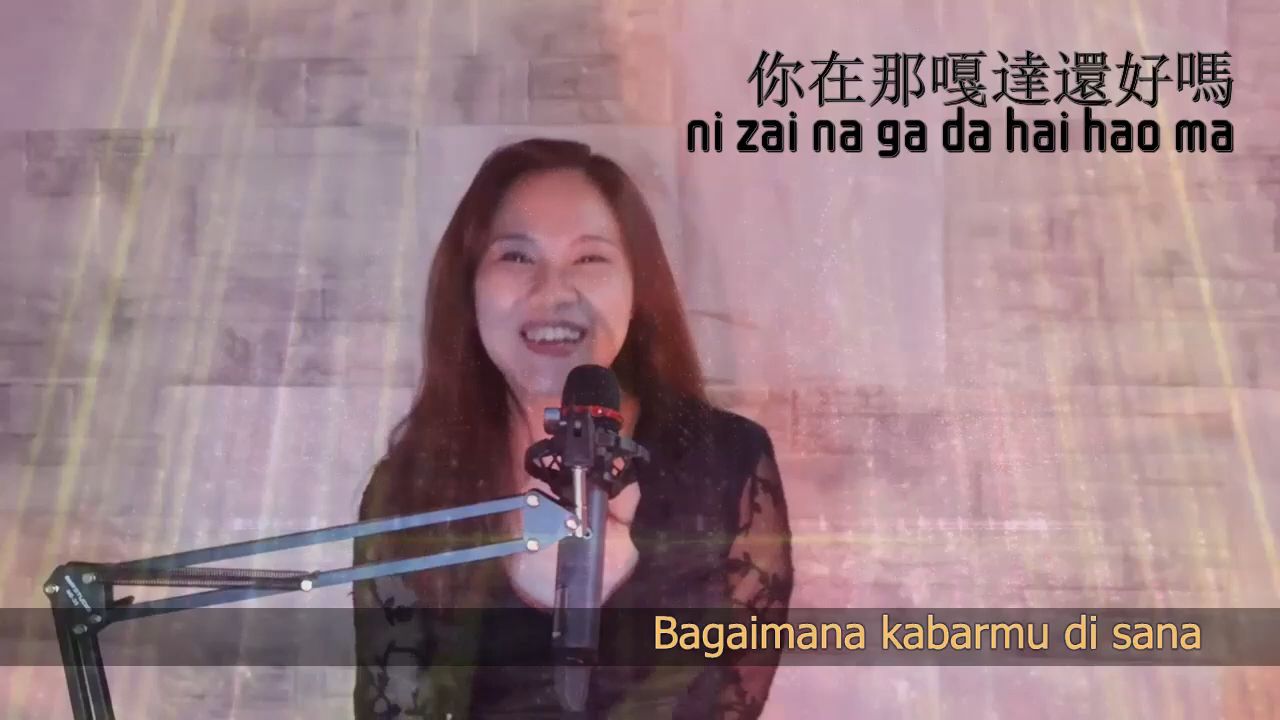 你在那嘎達還好嗎
ni zai na ga da hai hao ma
Bagaimana kabarmu di sana